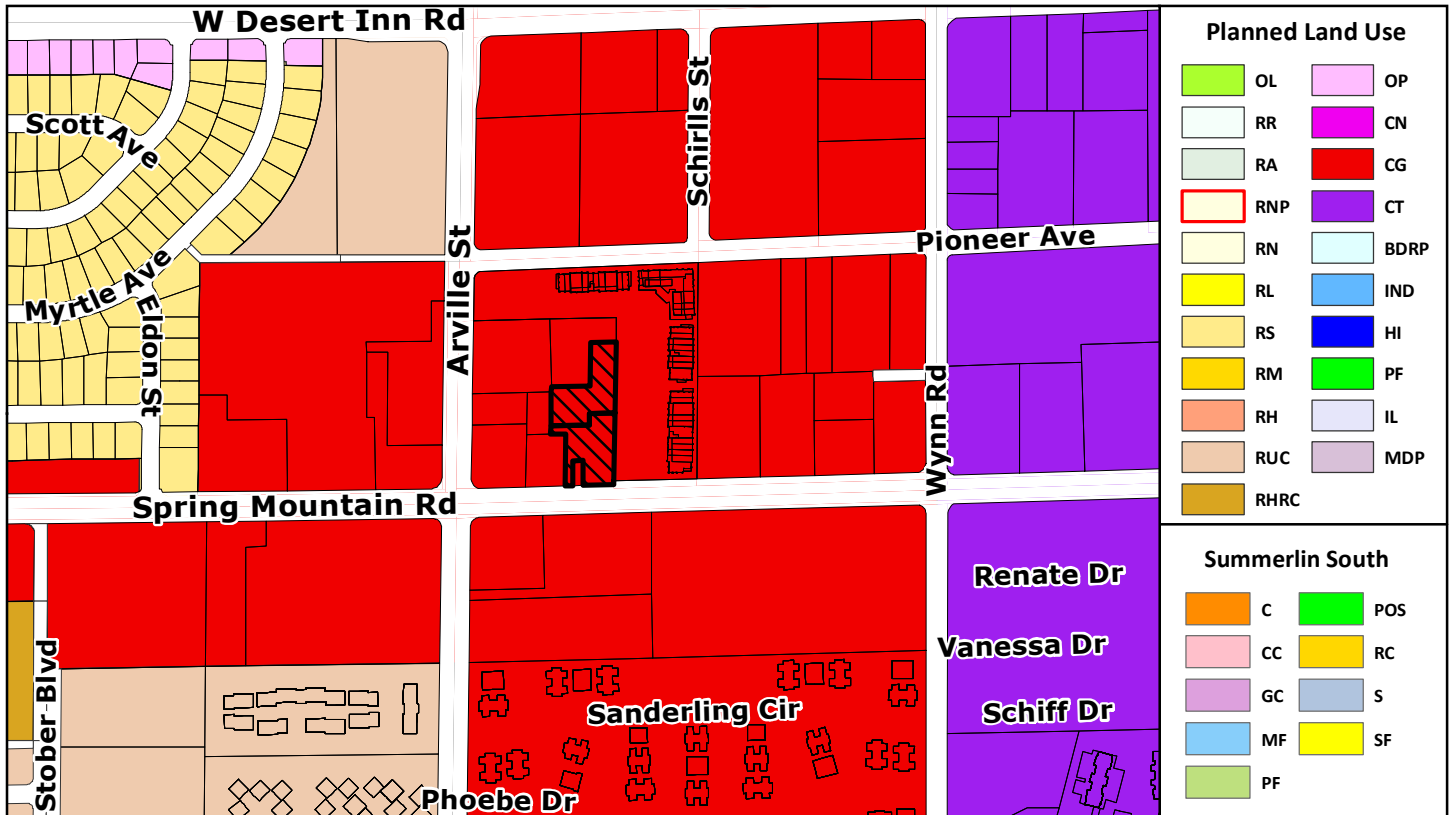 W Desert Inn Rd
Scott Ave
Schirlls St
Pioneer Ave
Arville St
Myrtle Ave
Eldon St
Wynn Rd
Spring Mountain Rd
Renate Dr
Vanessa Dr
Stober Blvd
Sanderling Cir
Schiff Dr
Phoebe Dr
Planned Land Use
OL OP
RR CN
RA CG
RNP CT
RN BDRP
RL IND
RS HI
RM PF
RH IL
RUC MDP
RHRC
Summerlin South
C POS
CC RC
GC S
MF SF
PF